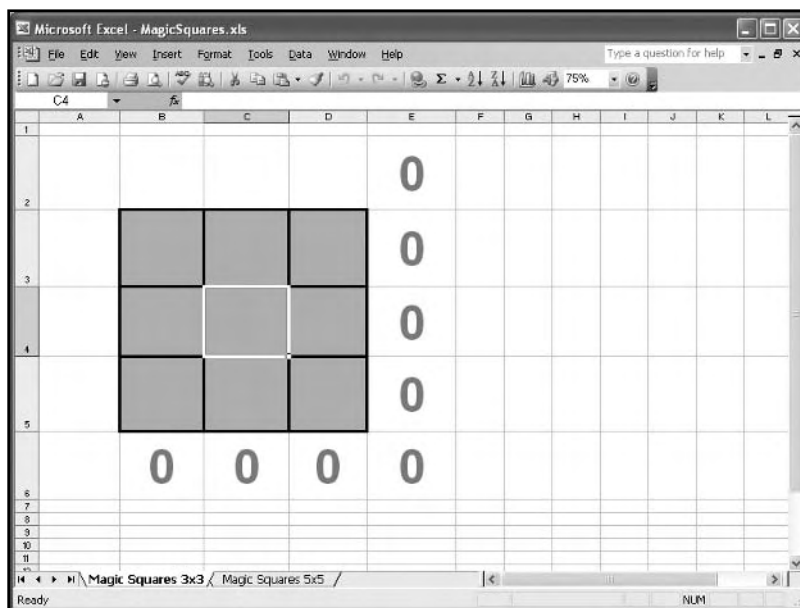 Microsoft Excel - MagicSquares.xls
File Edit View Insert Format Tools Data Window Help Type a question for help
Σ 75%
C4 fx
A B C D E F G H I J K L
1
0
2
0
3
0
4
0
5
0 0 0 0
6
7
8
9
10
11
Magic Squares 3x3 / Magic Squares 5x5 /
Ready NUM